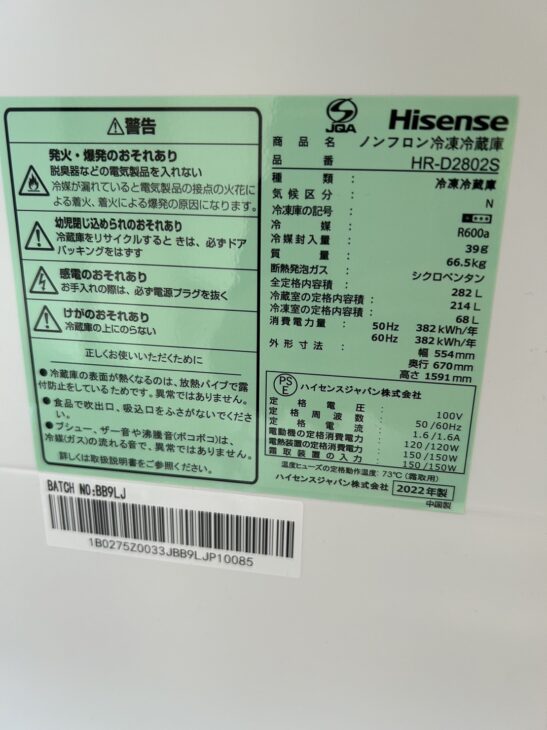 警告
発火・爆発のおそれあり
脱臭器などの電気製品を入れない
冷媒が漏れていると電気製品の接点の火花に
よる着火、着火による爆発の原因になります。
幼児閉じ込められのおそれあり
冷蔵庫をリサイクルするときは、必ずドア
パッキングをはずす
感電のおそれあり
お手入れの際は、必ず電源プラグを抜く
けがのおそれあり
冷蔵庫の上にのらない
正しくお使いいただくために
●冷蔵庫の表面が熱くなるのは、放熱パイプで露
付防止をしているためです。異常ではありません。
●食品で吹出口、吸込口をふさがないでくださ
い。
●プシュー、ザー音や沸騰音(ポコポコ)は、
冷媒(ガス)の流れる音で、異常ではありません。
詳しくは取扱説明書をごらんください。
JQA
Hisense
商品名 ノンフロン冷凍冷蔵庫
品番 HR-D2802S
種類 : 冷凍冷蔵庫
気候区分 : N
冷凍庫の記号 :
冷媒 : R600a
冷媒封入量 : 39g
質量 : 66.5kg
断熱発泡ガス : シクロペンタン
全定格内容積 : 282 L
冷蔵室の定格内容積 : 214 L
冷凍室の定格内容積 : 68 L
消費電力量 : 50Hz 382 kWh/年
60Hz 382 kWh/年
外形寸法 : 幅 554mm
奥行 670mm
高さ 1591mm
PS
E
ハイセンスジャパン株式会社
定格電圧 : 100V
定格周波数 : 50/60Hz
定格電流 : 1.6/1.6A
電動機の定格消費電力 : 120/120W
電熱装置の定格消費電力 : 150/150W
霜取装置の入力 : 150/150W
温度ヒューズの定格動作温度: 73℃(霜取用)
ハイセンスジャパン株式会社 2022年製
中国製
BATCH NO:BB9LJ
1B0275Z0033JBB9LJP10085